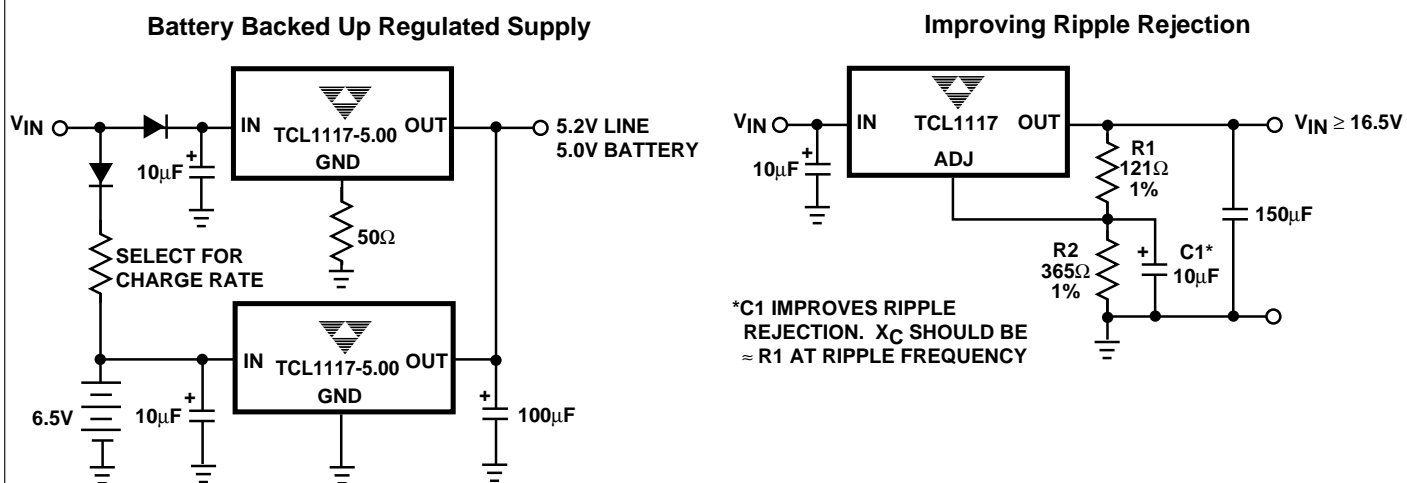 Battery Backed Up Regulated Supply
VIN
IN
TCL1117-5.00
OUT
GND
5.2V LINE
5.0V BATTERY
+
10µF
50Ω
SELECT FOR
CHARGE RATE
IN
TCL1117-5.00
OUT
GND
6.5V
+
10µF
+
100µF
Improving Ripple Rejection
VIN
IN
TCL1117
OUT
ADJ
VIN ≥ 16.5V
+
10µF
R1
121Ω
1%
150µF
R2
365Ω
1%
+
C1*
10µF
*C1 IMPROVES RIPPLE
REJECTION. XC SHOULD BE
≈ R1 AT RIPPLE FREQUENCY